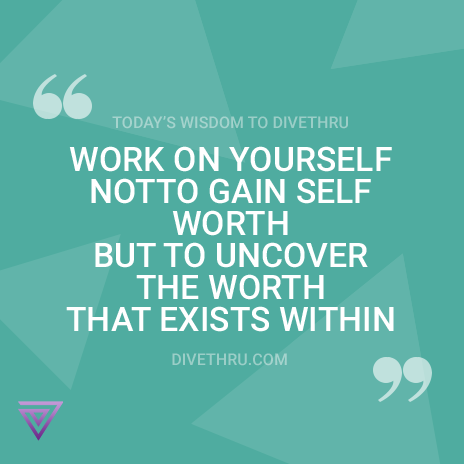 “
TODAY’S WISDOM TO DIVETHRU
WORK ON YOURSELF
NOTTO GAIN SELF
WORTH
BUT TO UNCOVER
THE WORTH
THAT EXISTS WITHIN
DIVETHRU.COM
”